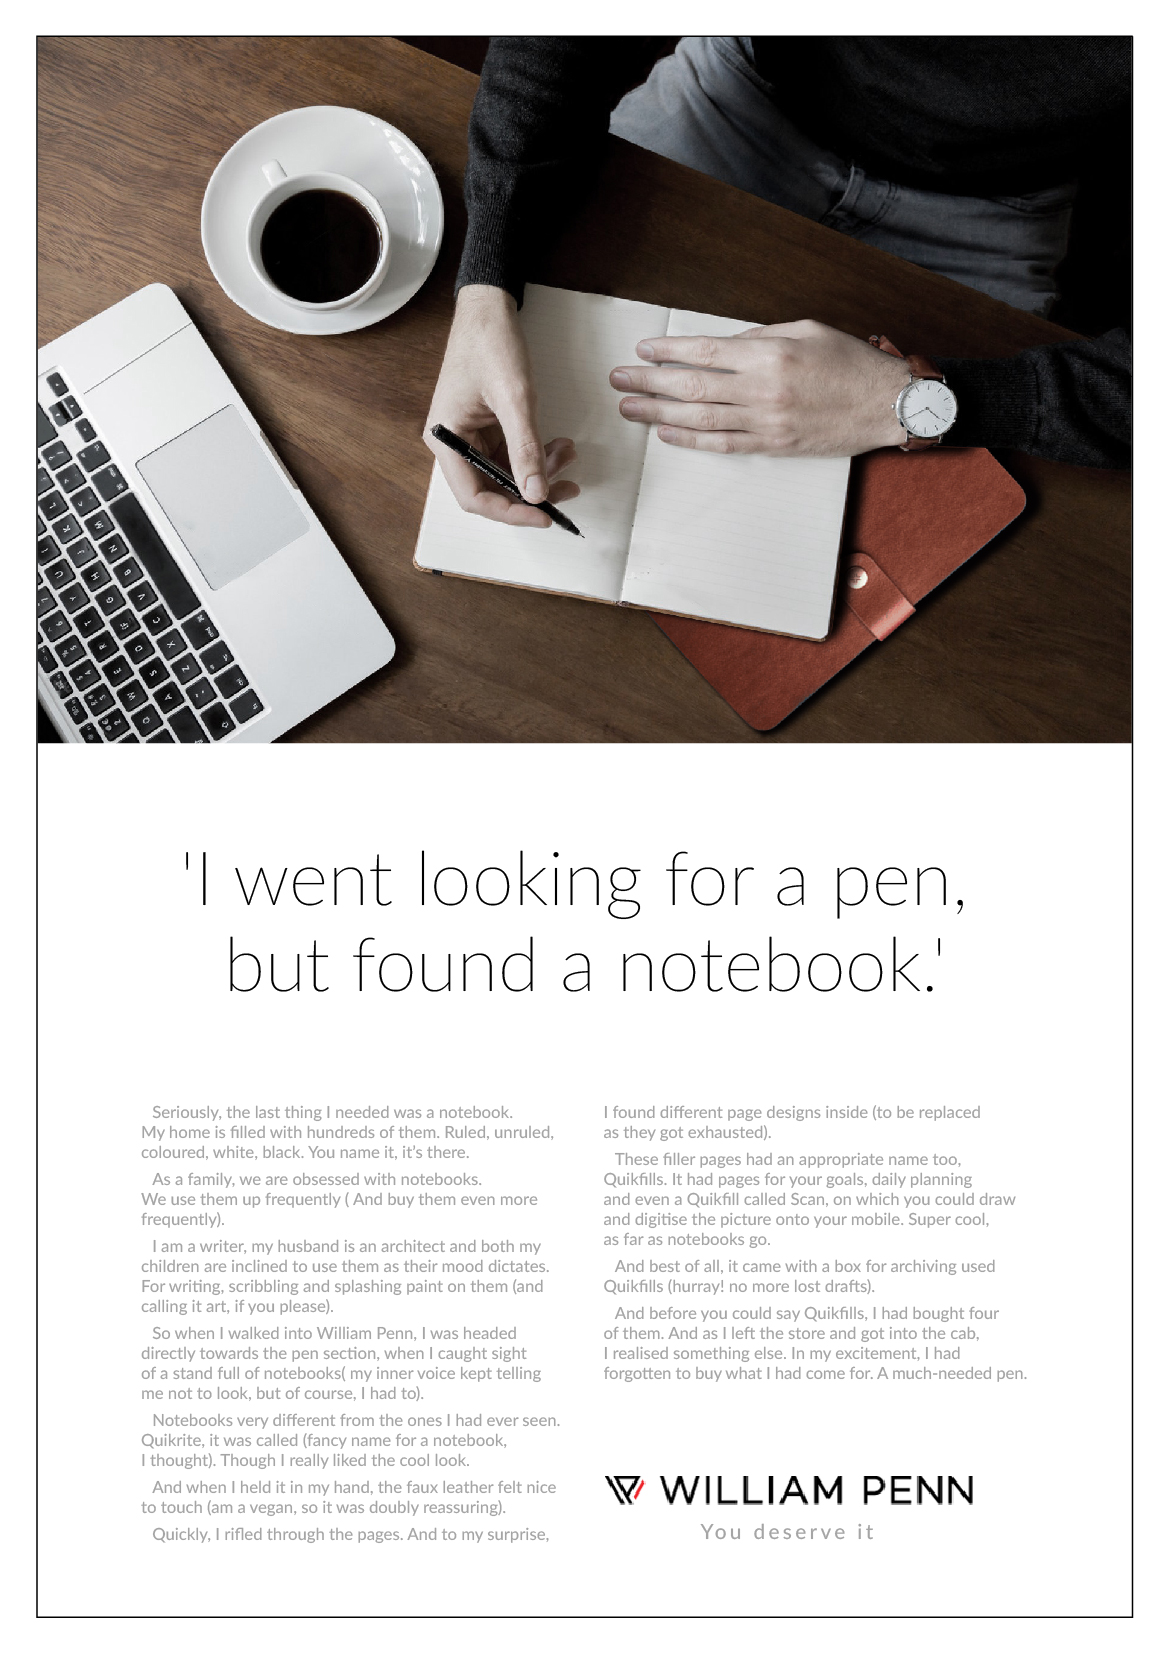 'I went looking for a pen,
but found a notebook.'
Seriously, the last thing I needed was a notebook.
My home is filled with hundreds of them. Ruled, unruled,
coloured, white, black. You name it, it's there.
As a family, we are obsessed with notebooks.
We use them up frequently ( And buy them even more
frequently).
I am a writer, my husband is an architect and both my
children are inclined to use them as their mood dictates.
For writing, scribbling and splashing paint on them (and
calling it art, if you please).
So when I walked into William Penn, I was headed
directly towards the pen section, when I caught sight
of a stand full of notebooks( my inner voice kept telling
me not to look, but of course, I had to).
Notebooks very different from the ones I had ever seen.
Quikrite, it was called (fancy name for a notebook,
I thought). Though I really liked the cool look.
And when I held it in my hand, the faux leather felt nice
to touch (am a vegan, so it was doubly reassuring).
Quickly, I rifled through the pages. And to my surprise,
I found different page designs inside (to be replaced
as they got exhausted).
These filler pages had an appropriate name too,
Quikfills. It had pages for your goals, daily planning
and even a Quikfill called Scan, on which you could draw
and digitise the picture onto your mobile. Super cool,
as far as notebooks go.
And best of all, it came with a box for archiving used
Quikfills (hurray! no more lost drafts).
And before you could say Quikfills, I had bought four
of them. And as I left the store and got into the cab,
I realised something else. In my excitement, I had
forgotten to buy what I had come for. A much-needed pen.
WILLIAM PENN
You deserve it